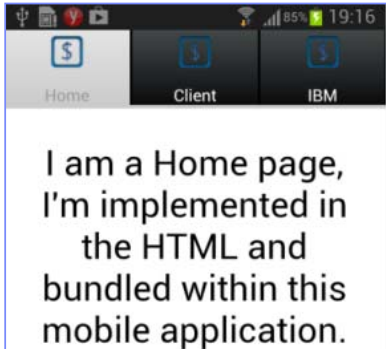 85% 19:16
$ $ $
Home Client IBM
I am a Home page,
I'm implemented in
the HTML and
bundled within this
mobile application.